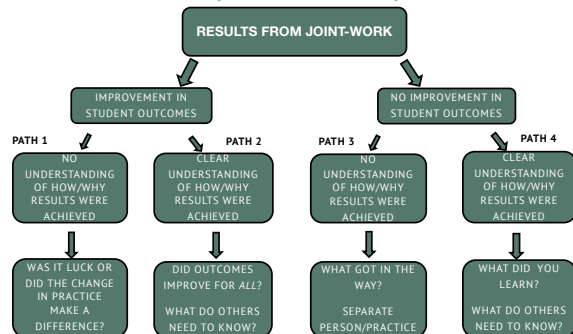 RESULTS FROM JOINT-WORK
IMPROVEMENT IN
STUDENT OUTCOMES
NO IMPROVEMENT IN
STUDENT OUTCOMES
PATH 1
PATH 2
PATH 3
PATH 4
NO
UNDERSTANDING
OF HOW/WHY
RESULTS WERE
ACHIEVED
CLEAR
UNDERSTANDING
OF HOW/WHY
RESULTS WERE
ACHIEVED
NO
UNDERSTANDING
OF HOW/WHY
RESULTS WERE
ACHIEVED
CLEAR
UNDERSTANDING
OF HOW/WHY
RESULTS WERE
ACHIEVED
WAS IT LUCK OR
DID THE CHANGE
IN PRACTICE
MAKE A
DIFFERENCE?
DID OUTCOMES
IMPROVE FOR ALL?
WHAT DO OTHERS
NEED TO KNOW?
WHAT GOT IN THE
WAY?
SEPARATE
PERSON/PRACTICE
WHAT DID YOU
LEARN?
WHAT DO OTHERS
NEED TO KNOW?